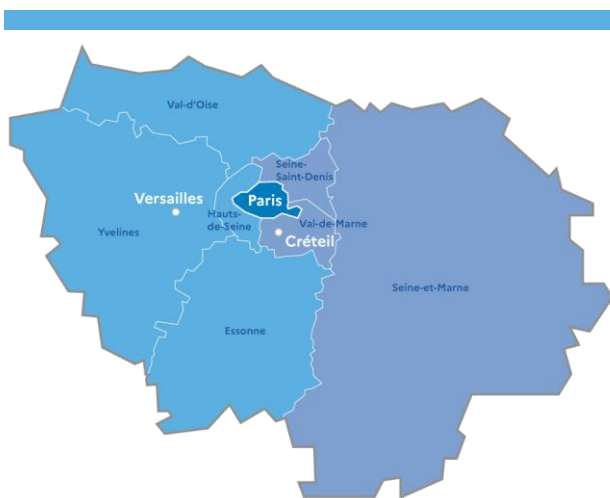 Val-d'Oise
Seine-
Saint-Denis
Versailles
Paris
Hauts-
de-Seine
Val-de-Marne
Yvelines
Créteil
Seine-et-Marne
Essonne